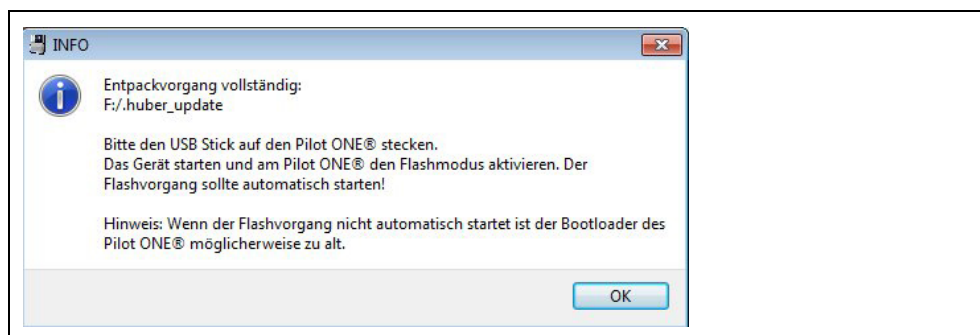 INFO
Entpackvorgang vollständig:
F:/.huber_update
Bitte den USB Stick auf den Pilot ONE® stecken.
Das Gerät starten und am Pilot ONE® den Flashmodus aktivieren. Der
Flashvorgang sollte automatisch starten!
Hinweis: Wenn der Flashvorgang nicht automatisch startet ist der Bootloader des
Pilot ONE® möglicherweise zu alt.
OK